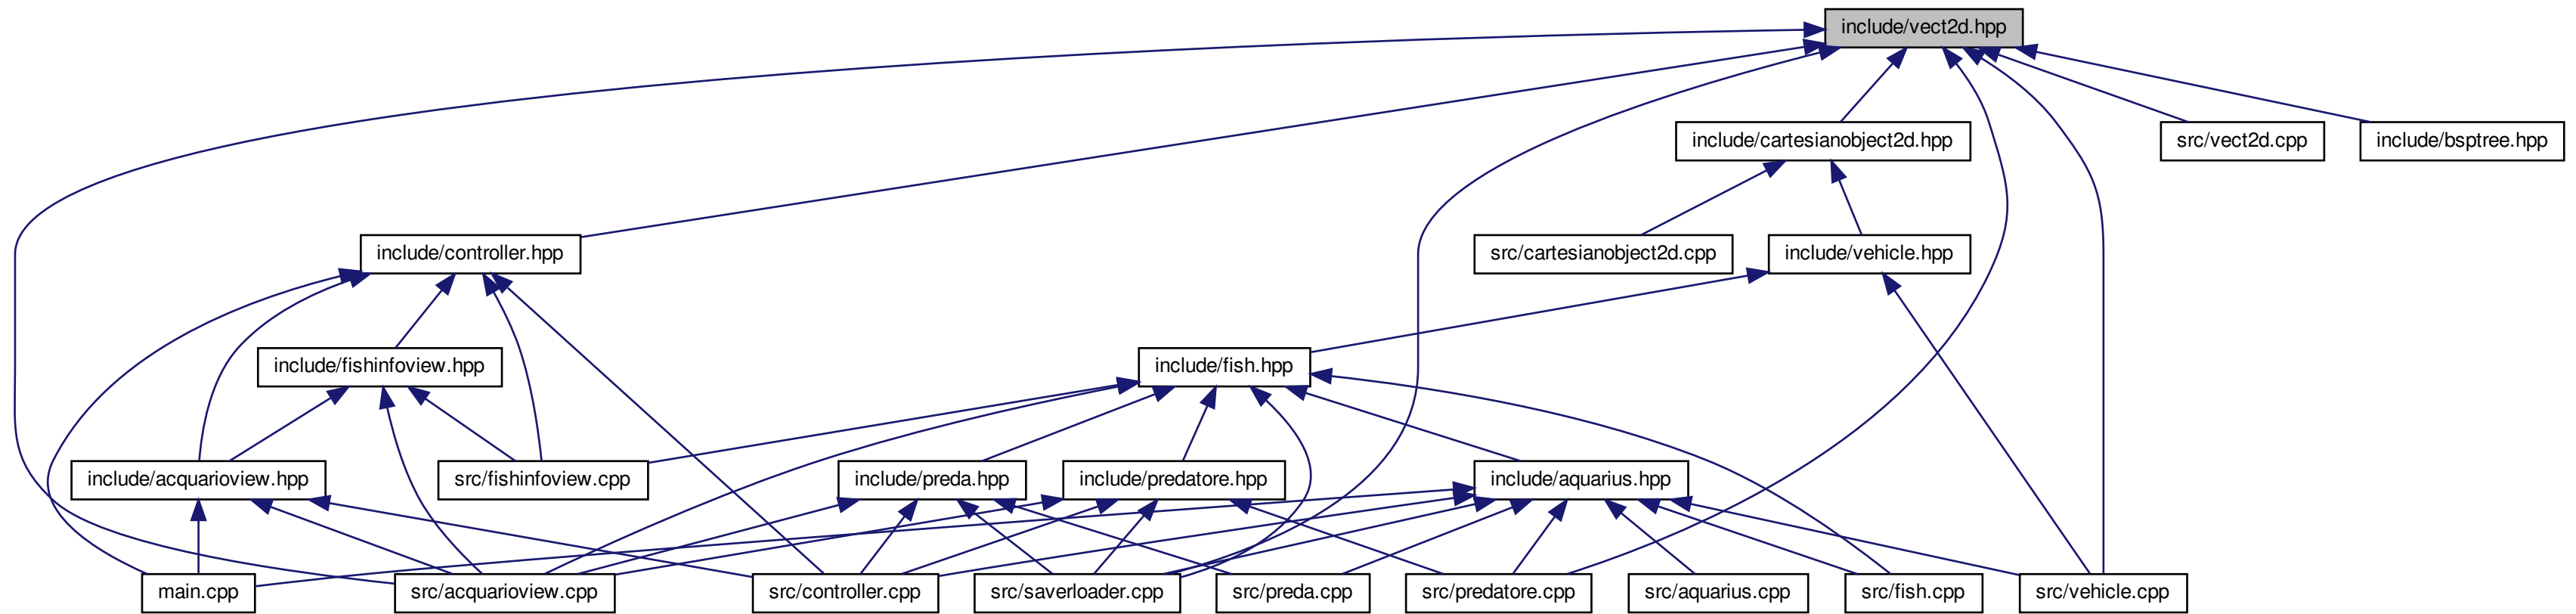 include/vect2d.hpp
include/cartesianobject2d.hpp
src/vect2d.cpp
include/bsptree.hpp
include/controller.hpp
src/cartesianobject2d.cpp
include/vehicle.hpp
include/fishinfoview.hpp
include/fish.hpp
include/acquarioview.hpp
src/fishinfoview.cpp
include/preda.hpp
include/predatore.hpp
include/aquarius.hpp
main.cpp
src/acquarioview.cpp
src/controller.cpp
src/saverloader.cpp
src/preda.cpp
src/predatore.cpp
src/aquarius.cpp
src/fish.cpp
src/vehicle.cpp